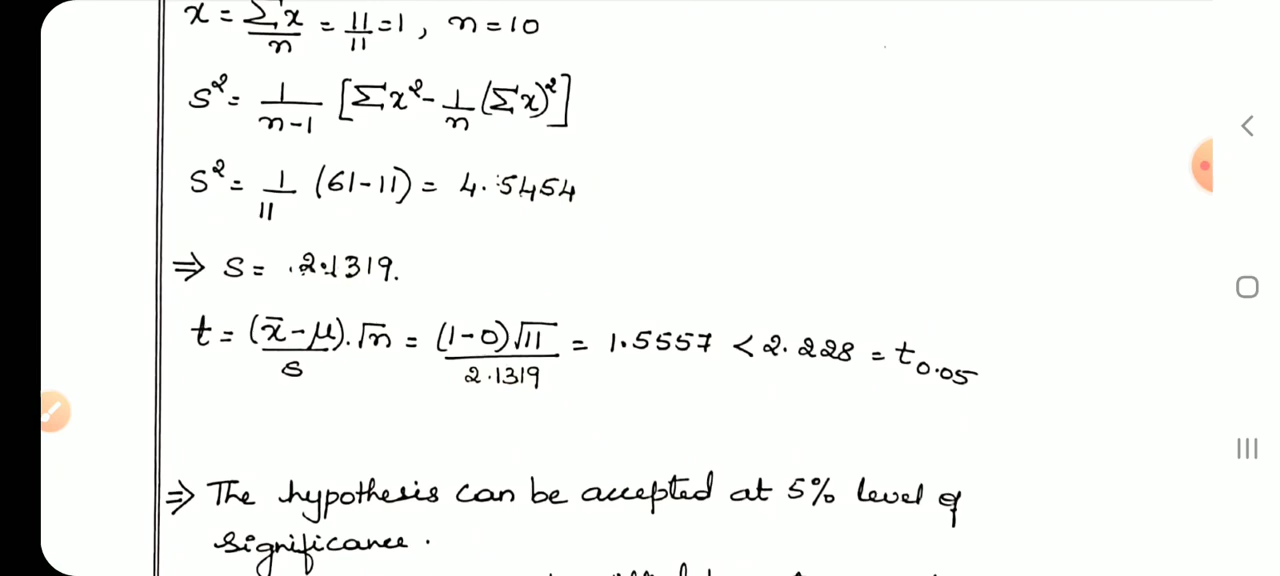 x = Σx/n = 11/11 = 1, n = 10
S² = 1/(n-1) [Σx² - 1/n (Σx)²]
S² = 1/11 (61-11) = 4.5454
⇒ S = .2.1319.
t = (x̄-μ)/s . √n = (1-0)√11/2.1319 = 1.5557 < 2.228 = t0.05
⇒ The hypothesis can be accepted at 5% level of
significance.